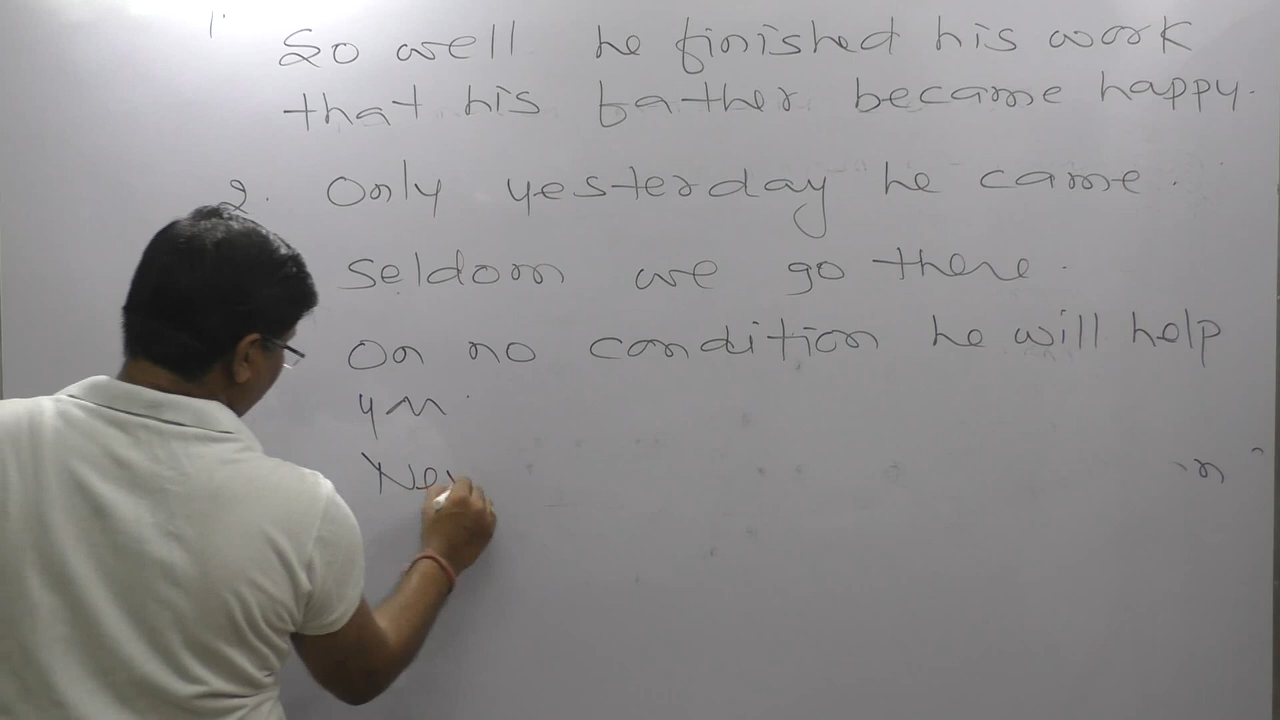 1. So well he finished his work
that his father became happy.
2. Only yesterday he came.
Seldom we go there.
On no condition he will help
you.
Nev